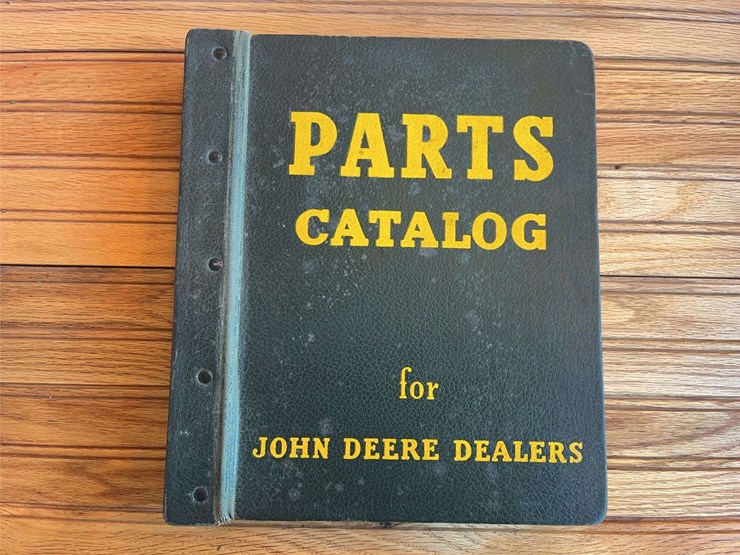 PARTS
CATALOG
for
JOHN DEERE DEALERS